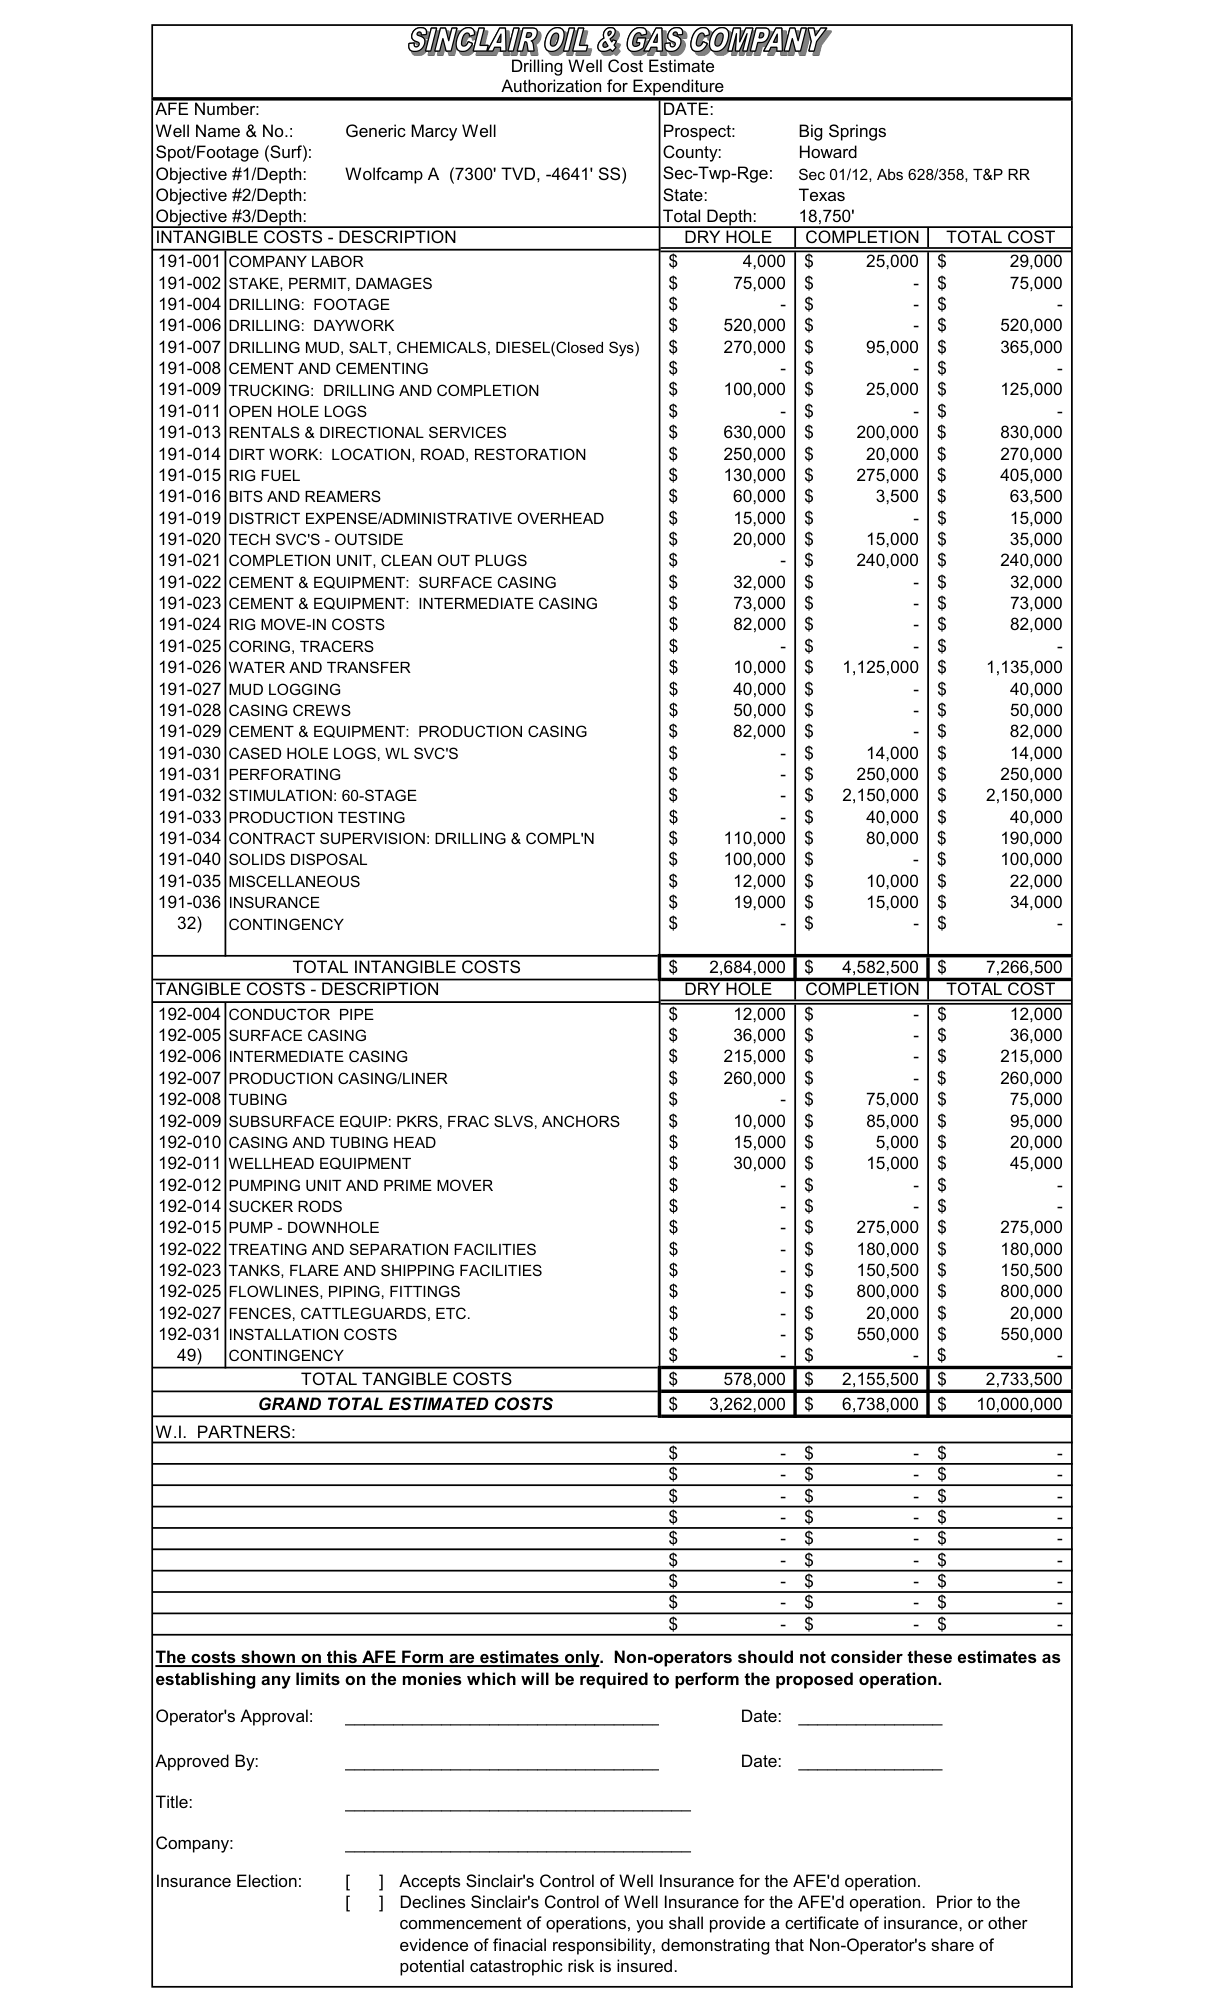 SINCLAIR OIL & GAS COMPANY
Drilling Well Cost Estimate
Authorization for Expenditure
AFE Number: DATE:
Well Name & No.: Generic Marcy Well Prospect: Big Springs
Spot/Footage (Surf): County: Howard
Objective #1/Depth: Wolfcamp A (7300' TVD, -4641' SS) Sec-Twp-Rge: Sec 01/12, Abs 628/358, T&P RR
Objective #2/Depth: State: Texas
Objective #3/Depth: Total Depth: 18,750'
INTANGIBLE COSTS - DESCRIPTION DRY HOLE COMPLETION TOTAL COST
191-001 COMPANY LABOR $ 4,000 $ 25,000 $ 29,000
191-002 STAKE, PERMIT, DAMAGES $ 75,000 $ - $ 75,000
191-004 DRILLING: FOOTAGE $ - $ - $ -
191-006 DRILLING: DAYWORK $ 520,000 $ - $ 520,000
191-007 DRILLING MUD, SALT, CHEMICALS, DIESEL(Closed Sys) $ 270,000 $ 95,000 $ 365,000
191-008 CEMENT AND CEMENTING $ - $ - $ -
191-009 TRUCKING: DRILLING AND COMPLETION $ 100,000 $ 25,000 $ 125,000
191-011 OPEN HOLE LOGS $ - $ - $ -
191-013 RENTALS & DIRECTIONAL SERVICES $ 630,000 $ 200,000 $ 830,000
191-014 DIRT WORK: LOCATION, ROAD, RESTORATION $ 250,000 $ 20,000 $ 270,000
191-015 RIG FUEL $ 130,000 $ 275,000 $ 405,000
191-016 BITS AND REAMERS $ 60,000 $ 3,500 $ 63,500
191-019 DISTRICT EXPENSE/ADMINISTRATIVE OVERHEAD $ 15,000 $ - $ 15,000
191-020 TECH SVC'S - OUTSIDE $ 20,000 $ 15,000 $ 35,000
191-021 COMPLETION UNIT, CLEAN OUT PLUGS $ - $ 240,000 $ 240,000
191-022 CEMENT & EQUIPMENT: SURFACE CASING $ 32,000 $ - $ 32,000
191-023 CEMENT & EQUIPMENT: INTERMEDIATE CASING $ 73,000 $ - $ 73,000
191-024 RIG MOVE-IN COSTS $ 82,000 $ - $ 82,000
191-025 CORING, TRACERS $ - $ - $ -
191-026 WATER AND TRANSFER $ 10,000 $ 1,125,000 $ 1,135,000
191-027 MUD LOGGING $ 40,000 $ - $ 40,000
191-028 CASING CREWS $ 50,000 $ - $ 50,000
191-029 CEMENT & EQUIPMENT: PRODUCTION CASING $ 82,000 $ - $ 82,000
191-030 CASED HOLE LOGS, WL SVC'S $ - $ 14,000 $ 14,000
191-031 PERFORATING $ - $ 250,000 $ 250,000
191-032 STIMULATION: 60-STAGE $ - $ 2,150,000 $ 2,150,000
191-033 PRODUCTION TESTING $ - $ 40,000 $ 40,000
191-034 CONTRACT SUPERVISION: DRILLING & COMPL'N $ 110,000 $ 80,000 $ 190,000
191-040 SOLIDS DISPOSAL $ 100,000 $ - $ 100,000
191-035 MISCELLANEOUS $ 12,000 $ 10,000 $ 22,000
191-036 INSURANCE $ 19,000 $ 15,000 $ 34,000
32) CONTINGENCY $ - $ - $ -
TOTAL INTANGIBLE COSTS $ 2,684,000 $ 4,582,500 $ 7,266,500
TANGIBLE COSTS - DESCRIPTION DRY HOLE COMPLETION TOTAL COST
192-004 CONDUCTOR PIPE $ 12,000 $ - $ 12,000
192-005 SURFACE CASING $ 36,000 $ - $ 36,000
192-006 INTERMEDIATE CASING $ 215,000 $ - $ 215,000
192-007 PRODUCTION CASING/LINER $ 260,000 $ - $ 260,000
192-008 TUBING $ - $ 75,000 $ 75,000
192-009 SUBSURFACE EQUIP: PKRS, FRAC SLVS, ANCHORS $ 10,000 $ 85,000 $ 95,000
192-010 CASING AND TUBING HEAD $ 15,000 $ 5,000 $ 20,000
192-011 WELLHEAD EQUIPMENT $ 30,000 $ 15,000 $ 45,000
192-012 PUMPING UNIT AND PRIME MOVER $ - $ - $ -
192-014 SUCKER RODS $ - $ - $ -
192-015 PUMP - DOWNHOLE $ - $ 275,000 $ 275,000
192-022 TREATING AND SEPARATION FACILITIES $ - $ 180,000 $ 180,000
192-023 TANKS, FLARE AND SHIPPING FACILITIES $ - $ 150,500 $ 150,500
192-025 FLOWLINES, PIPING, FITTINGS $ - $ 800,000 $ 800,000
192-027 FENCES, CATTLEGUARDS, ETC. $ - $ 20,000 $ 20,000
192-031 INSTALLATION COSTS $ - $ 550,000 $ 550,000
49) CONTINGENCY $ - $ - $ -
TOTAL TANGIBLE COSTS $ 578,000 $ 2,155,500 $ 2,733,500
GRAND TOTAL ESTIMATED COSTS $ 3,262,000 $ 6,738,000 $ 10,000,000
W.I. PARTNERS:
$ - $ - $ -
$ - $ - $ -
$ - $ - $ -
$ - $ - $ -
$ - $ - $ -
$ - $ - $ -
$ - $ - $ -
$ - $ - $ -
$ - $ - $ -
The costs shown on this AFE Form are estimates only. Non-operators should not consider these estimates as
establishing any limits on the monies which will be required to perform the proposed operation.
Operator's Approval: _________________________________ Date: _______________
Approved By: _________________________________ Date: _______________
Title: ____________________________________
Company: ____________________________________
Insurance Election: [ ] Accepts Sinclair's Control of Well Insurance for the AFE'd operation.
[ ] Declines Sinclair's Control of Well Insurance for the AFE'd operation. Prior to the
commencement of operations, you shall provide a certificate of insurance, or other
evidence of finacial responsibility, demonstrating that Non-Operator's share of
potential catastrophic risk is insured.